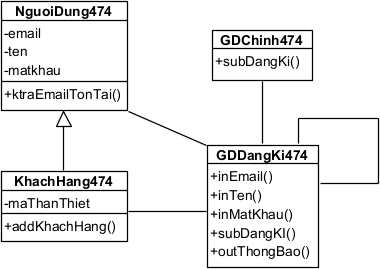 NguoiDung474
-email
-ten
-matkhau
+ktraEmailTonTai()
GDChinh474
+subDangKi()
KhachHang474
-maThanThiet
+addKhachHang()
GDDangKi474
+inEmail()
+inTen()
+inMatKhau()
+subDangKI()
+outThongBao()